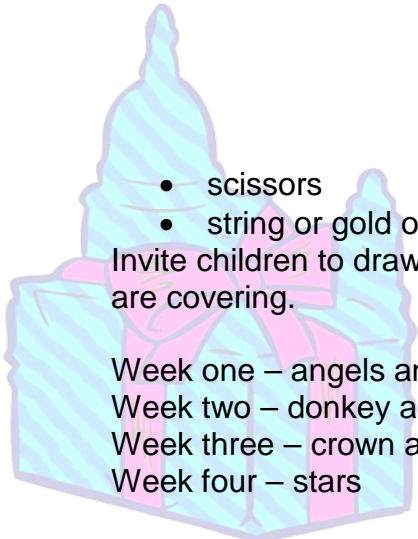 • scissors
• string or gold o
Invite children to draw
are covering.
Week one – angels
Week two – donkey
Week three – crown
Week four – stars